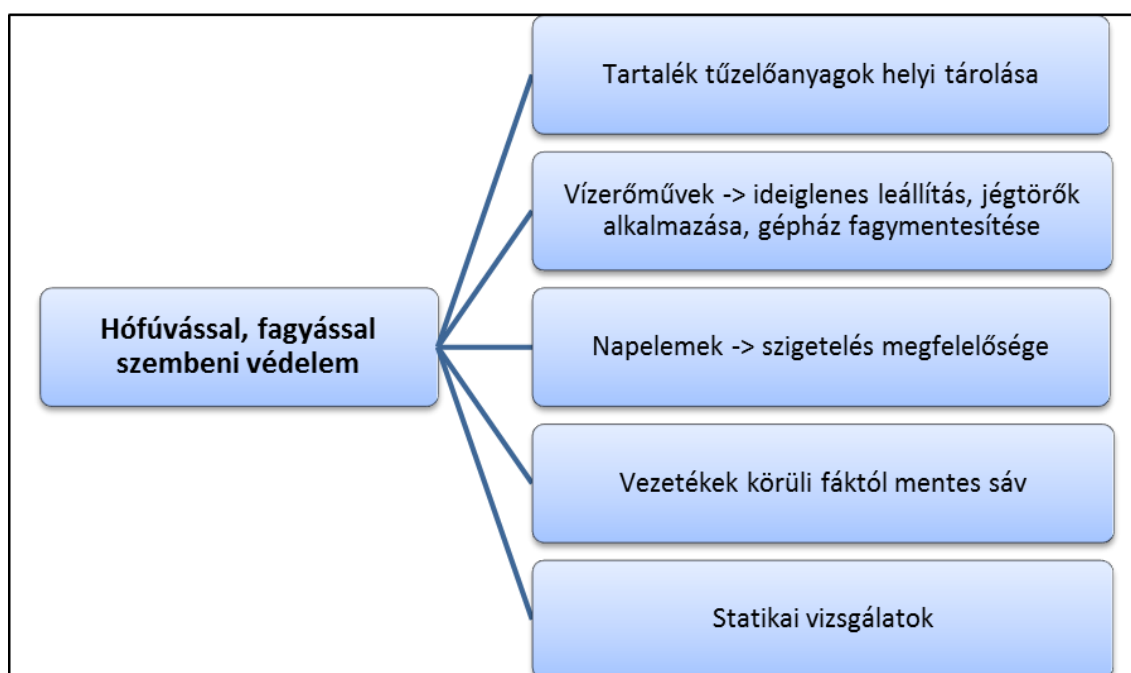 Tartalék tűzelőanyagok helyi tárolása
Vízerőművek -> ideiglenes leállítás, jégtörők
alkalmazása, gépház fagymentesítése
Hófúvással, fagyással
szembeni védelem
Napelemek -> szigetelés megfelelősége
Vezetékek körüli fáktól mentes sáv
Statikai vizsgálatok